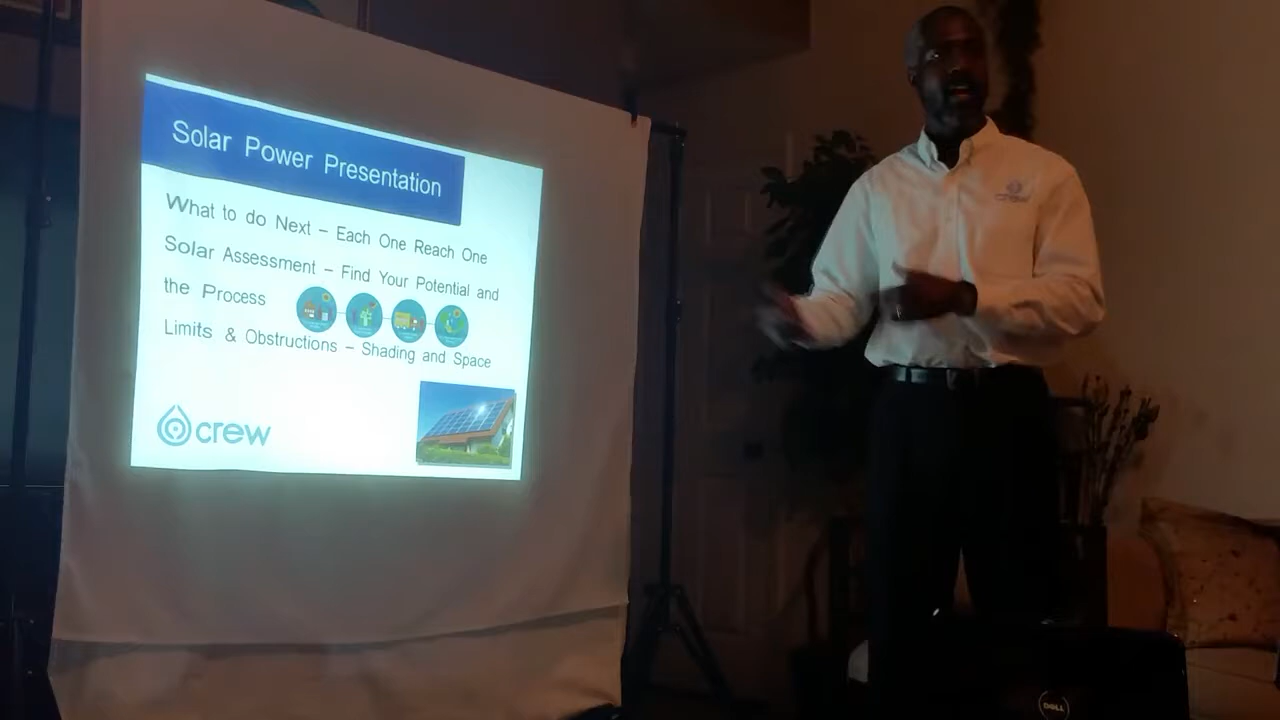 Solar Power Presentation
What to do Next – Each One Reach One
Solar Assessment – Find Your Potential and
the Process
Limits & Obstructions – Shading and Space
crew
DELL